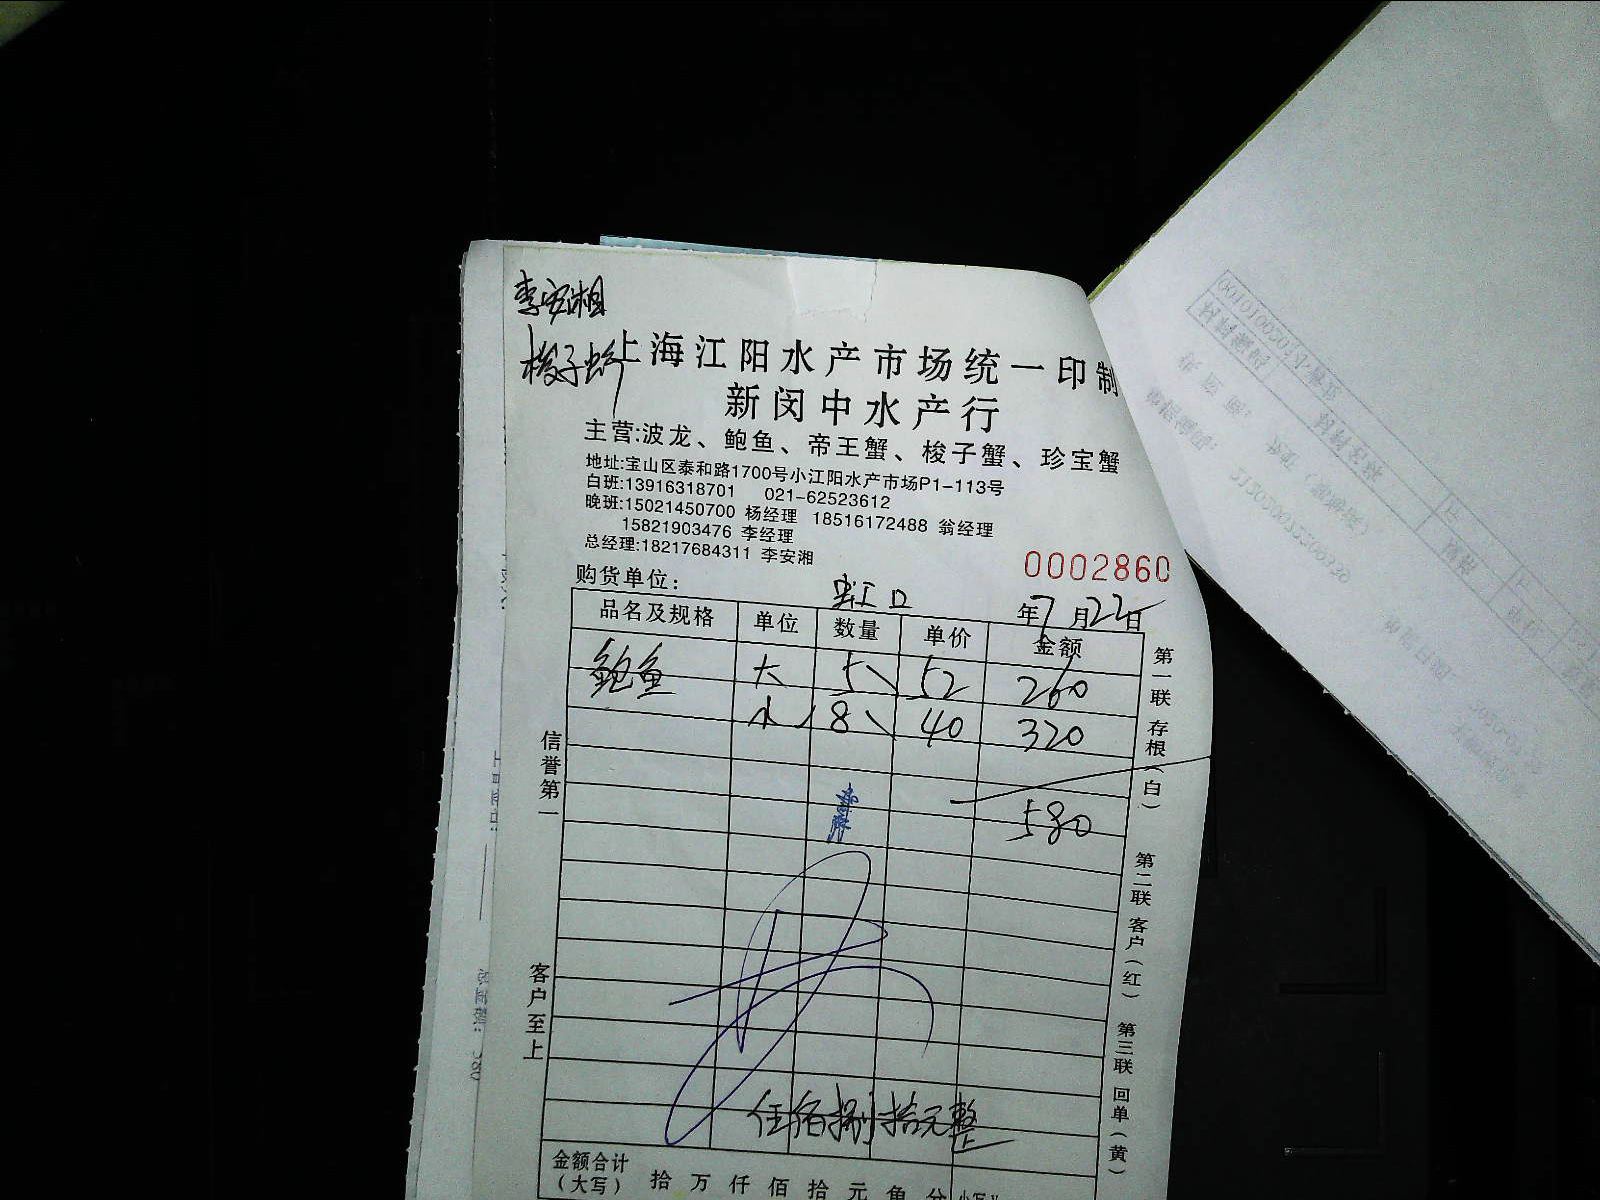 李安湘
梭子蟹
上海江阳水产市场统一印制
新闵中水产行
主营:波龙、鲍鱼、帝王蟹、梭子蟹、珍宝蟹
地址:宝山区泰和路1700号小江阳水产市场P1-113号
白班:13916318701 021-62523612
晚班:15021450700 杨经理 18516172488 翁经理
15821903476 李经理
总经理:18217684311 李安湘
0002860
购货单位: 虹口 年7月22日
品名及规格 单位 数量 单价 金额
鲍鱼 大 5 52 260
小 8 40 320
580
伍佰捌拾元整
金额合计
(大写) 拾 万 仟 佰 拾 元 角 分 小写¥
信誉第一
客户至上
第一联 存根(白)
第二联 客户(红)
第三联 回单(黄)